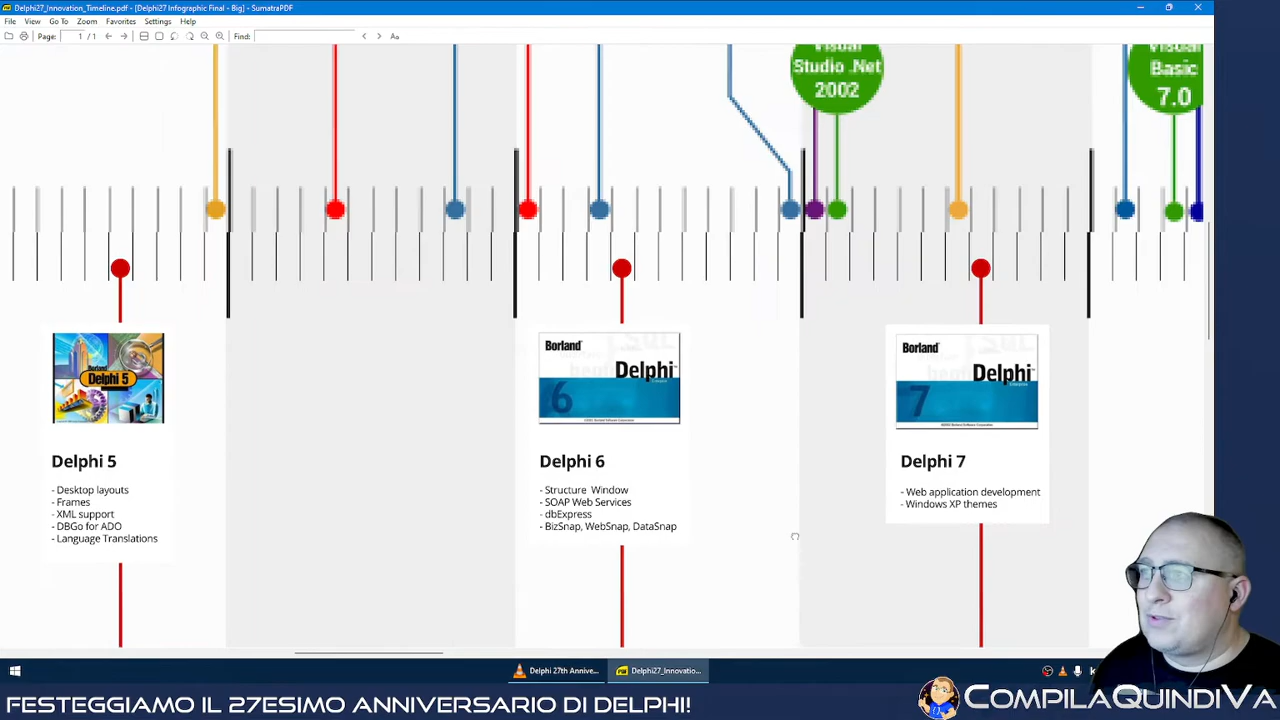 Delphi27_Innovation_Timeline.pdf - [Delphi27 Infographic Final - Big] - SumatraPDF
File View Go To Zoom Favorites Settings Help
Page: 1 / 1 Find: Aa
Visual
Studio .Net
2002
Visual
Basic
7.0
Borland
Delphi 5
Borland
Delphi
6
Borland
Delphi
7
Delphi 5
- Desktop layouts
- Frames
- XML support
- DBGo for ADO
- Language Translations
Delphi 6
- Structure Window
- SOAP Web Services
- dbExpress
- BizSnap, WebSnap, DataSnap
Delphi 7
- Web application development
- Windows XP themes
Delphi 27th Annive...
Delphi27_Innovatio...
FESTEGGIAMO IL 27ESIMO ANNIVERSARIO DI DELPHI!
COMPILAQUINDIVA